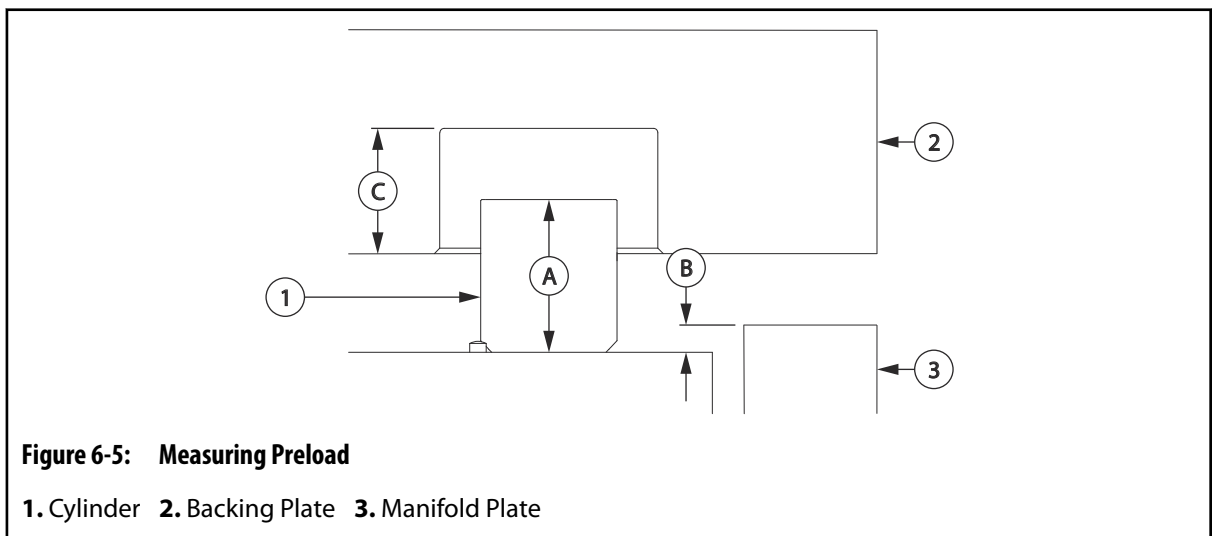 C
2
A
B
1
3
Figure 6-5: Measuring Preload
1. Cylinder 2. Backing Plate 3. Manifold Plate